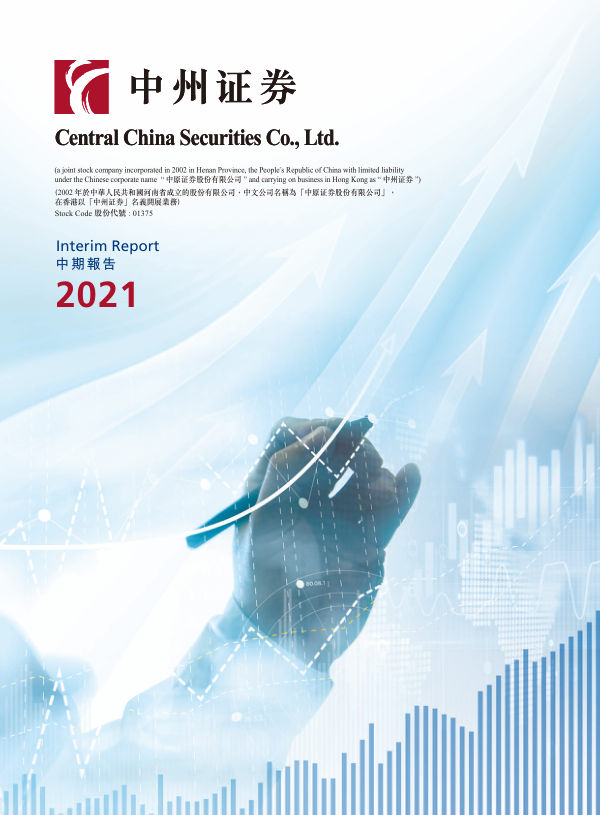 中州证券
Central China Securities Co., Ltd.
(a joint stock company incorporated in 2002 in Henan Province, the People's Republic of China with limited liability
under the Chinese corporate name “中原证券股份有限公司” and carrying on business in Hong Kong as “中州证券”)
(2002 年於中華人民共和國河南省成立的股份有限公司，中文公司名稱為「中原证券股份有限公司」，
在香港以「中州证券」名義開展業務)
Stock Code 股份代號 : 01375
Interim Report
中期報告
2021